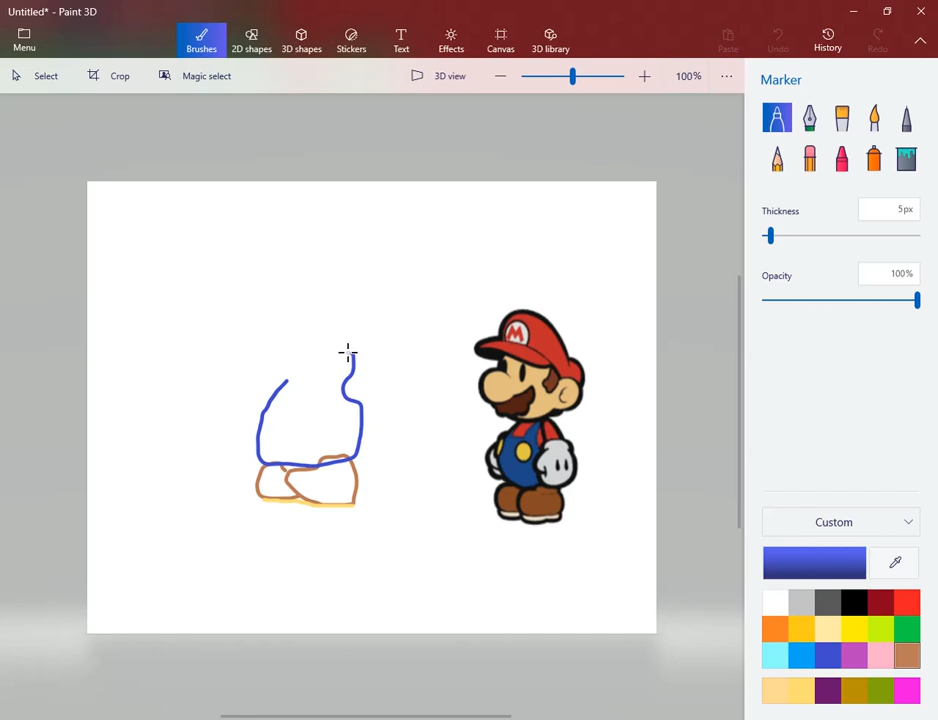 Untitled* - Paint 3D
Menu
Brushes
2D shapes
3D shapes
Stickers
Text
Effects
Canvas
3D library
Paste
Undo
History
Redo
Select
Crop
Magic select
3D view
100%
Marker
Thickness
5px
Opacity
100%
Custom
M